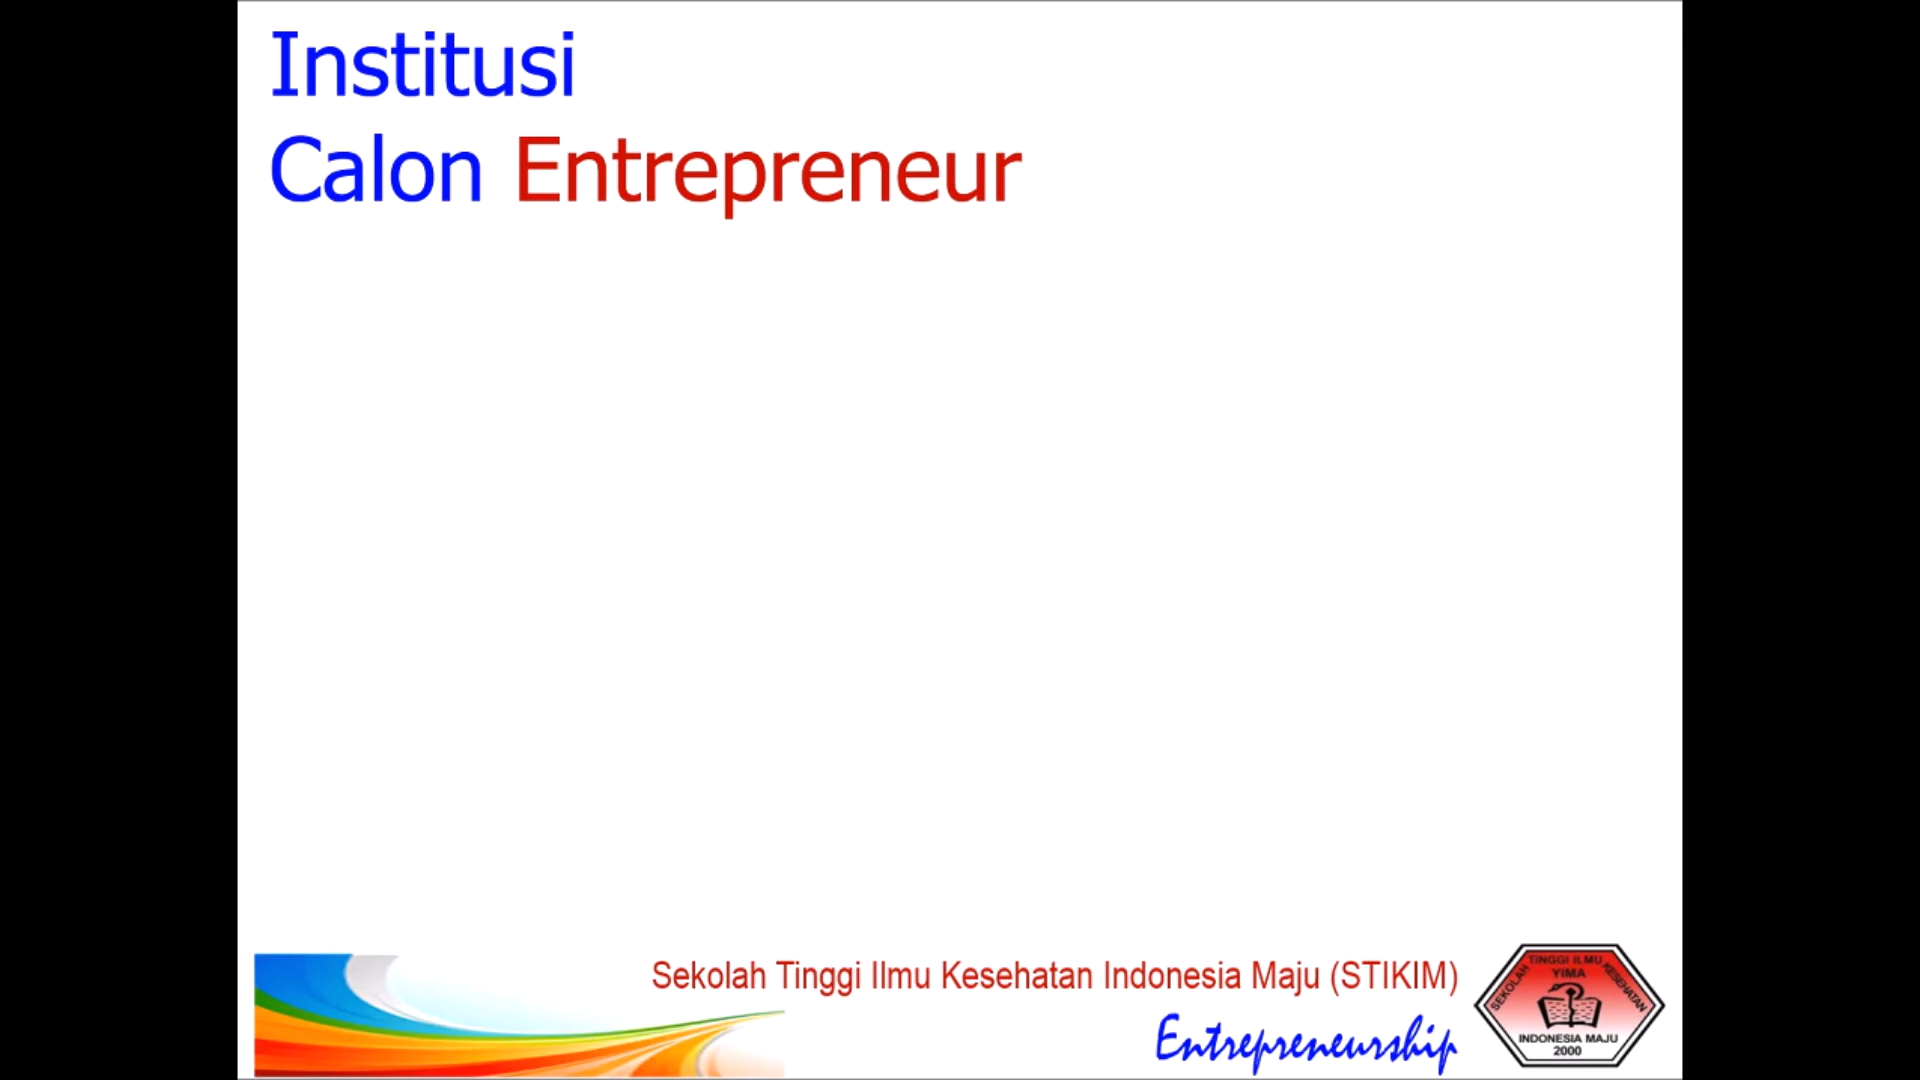 Institusi
Calon Entrepreneur
Sekolah Tinggi Ilmu Kesehatan Indonesia Maju (STIKIM)
Entrepreneurship
SEKOLAH TINGGI ILMU KESEHATAN
YIMA
INDONESIA MAJU
2000